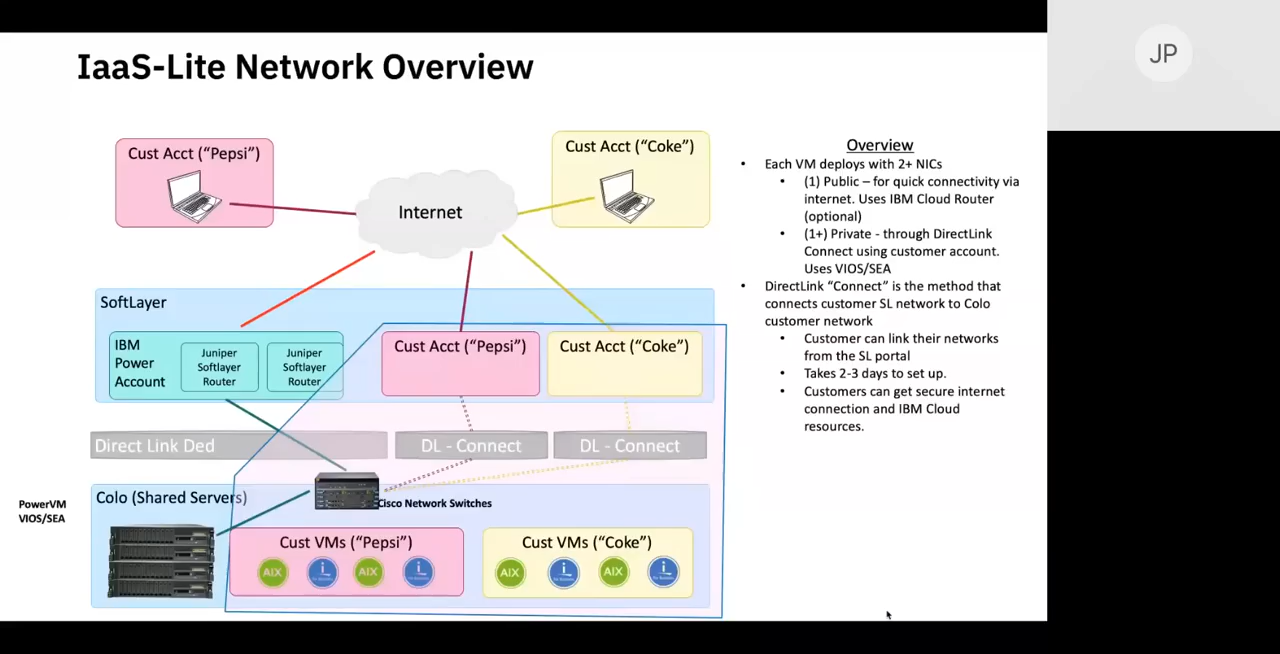 IaaS-Lite Network Overview
JP
Cust Acct (“Pepsi”)
Cust Acct (“Coke”)
Internet
SoftLayer
IBM
Power
Account
Juniper
Softlayer
Router
Juniper
Softlayer
Router
Cust Acct (“Pepsi”)
Cust Acct (“Coke”)
Direct Link Ded
DL - Connect
DL - Connect
PowerVM
VIOS/SEA
Colo (Shared Servers)
Cisco Network Switches
Cust VMs (“Pepsi”)
AIX
i
AIX
i
Cust VMs (“Coke”)
AIX
i
AIX
i
Overview
• Each VM deploys with 2+ NICs
• (1) Public – for quick connectivity via
internet. Uses IBM Cloud Router
(optional)
• (1+) Private - through DirectLink
Connect using customer account.
Uses VIOS/SEA
• DirectLink “Connect” is the method that
connects customer SL network to Colo
customer network
• Customer can link their networks
from the SL portal
• Takes 2-3 days to set up.
• Customers can get secure internet
connection and IBM Cloud
resources.